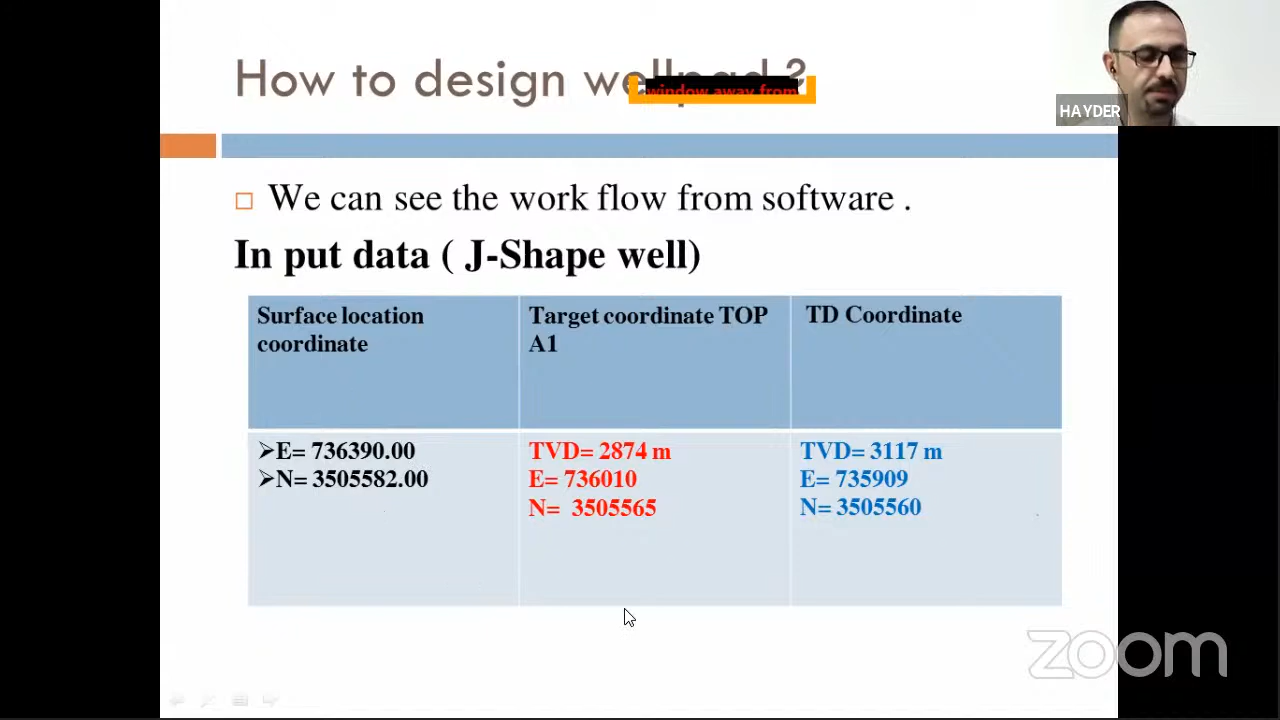 How to design wellpad ?
window away from
HAYDER
We can see the work flow from software .
In put data ( J-Shape well)
Surface location
coordinate
Target coordinate TOP
A1
TD Coordinate
➢E= 736390.00
➢N= 3505582.00
TVD= 2874 m
E= 736010
N= 3505565
TVD= 3117 m
E= 735909
N= 3505560
zoom